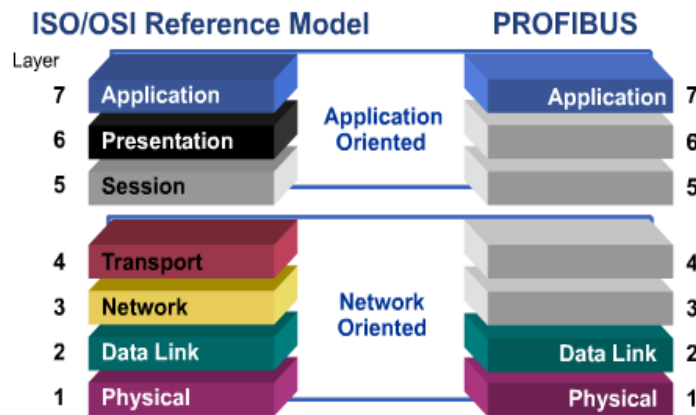 ISO/OSI Reference Model PROFIBUS
Layer
7 Application Application 7
6 Presentation 6
5 Session 5
Application
Oriented
4 Transport 4
3 Network 3
2 Data Link Data Link 2
1 Physical Physical 1
Network
Oriented